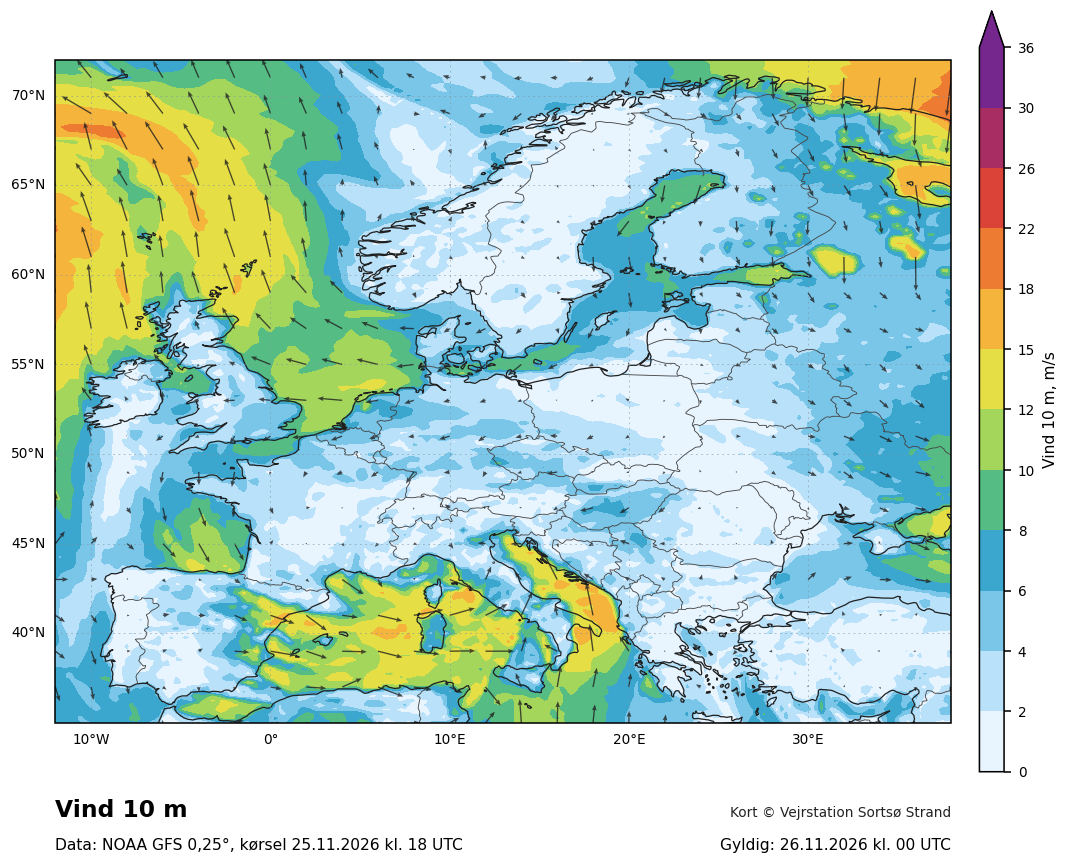 70°N
65°N
60°N
55°N
50°N
45°N
40°N
10°W
0°
10°E
20°E
30°E
36
30
26
22
18
15
12
10
8
6
4
2
0
Vind 10 m, m/s
Vind 10 m
Kort © Vejrstation Sortsø Strand
Data: NOAA GFS 0,25°, kørsel 25.11.2026 kl. 18 UTC
Gyldig: 26.11.2026 kl. 00 UTC